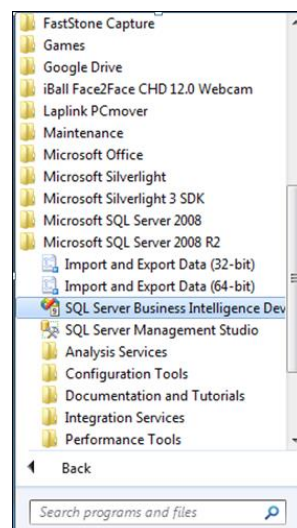 FastStone Capture
Games
Google Drive
iBall Face2Face CHD 12.0 Webcam
Laplink PCmover
Maintenance
Microsoft Office
Microsoft Silverlight
Microsoft Silverlight 3 SDK
Microsoft SQL Server 2008
Microsoft SQL Server 2008 R2
Import and Export Data (32-bit)
Import and Export Data (64-bit)
SQL Server Business Intelligence Dev
SQL Server Management Studio
Analysis Services
Configuration Tools
Documentation and Tutorials
Integration Services
Performance Tools
Back
Search programs and files